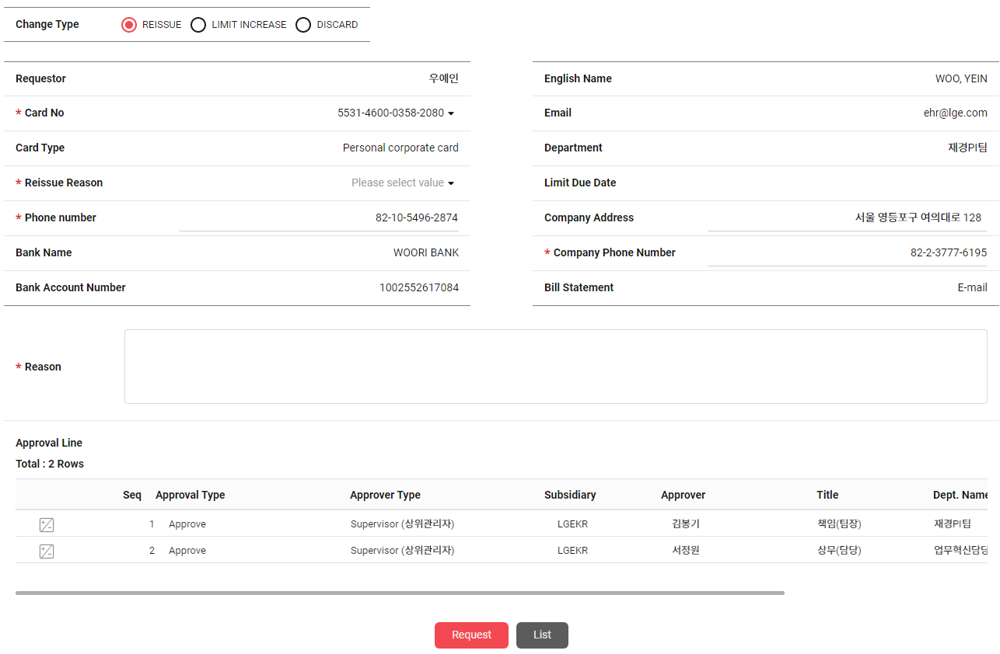 Change Type REISSUE LIMIT INCREASE DISCARD
Requestor 우예인
* Card No 5531-4600-0358-2080
Card Type Personal corporate card
* Reissue Reason Please select value
* Phone number 82-10-5496-2874
Bank Name WOORI BANK
Bank Account Number 1002552617084
English Name WOO, YEIN
Email ehr@lge.com
Department 재경PI팀
Limit Due Date
Company Address 서울 영등포구 여의대로 128
* Company Phone Number 82-2-3777-6195
Bill Statement E-mail
* Reason
Approval Line
Total : 2 Rows
Seq Approval Type Approver Type Subsidiary Approver Title Dept. Name
1 Approve Supervisor (상위관리자) LGEKR 김봉기 책임(팀장) 재경PI팀
2 Approve Supervisor (상위관리자) LGEKR 서정원 상무(담당) 업무혁신담당
Request List